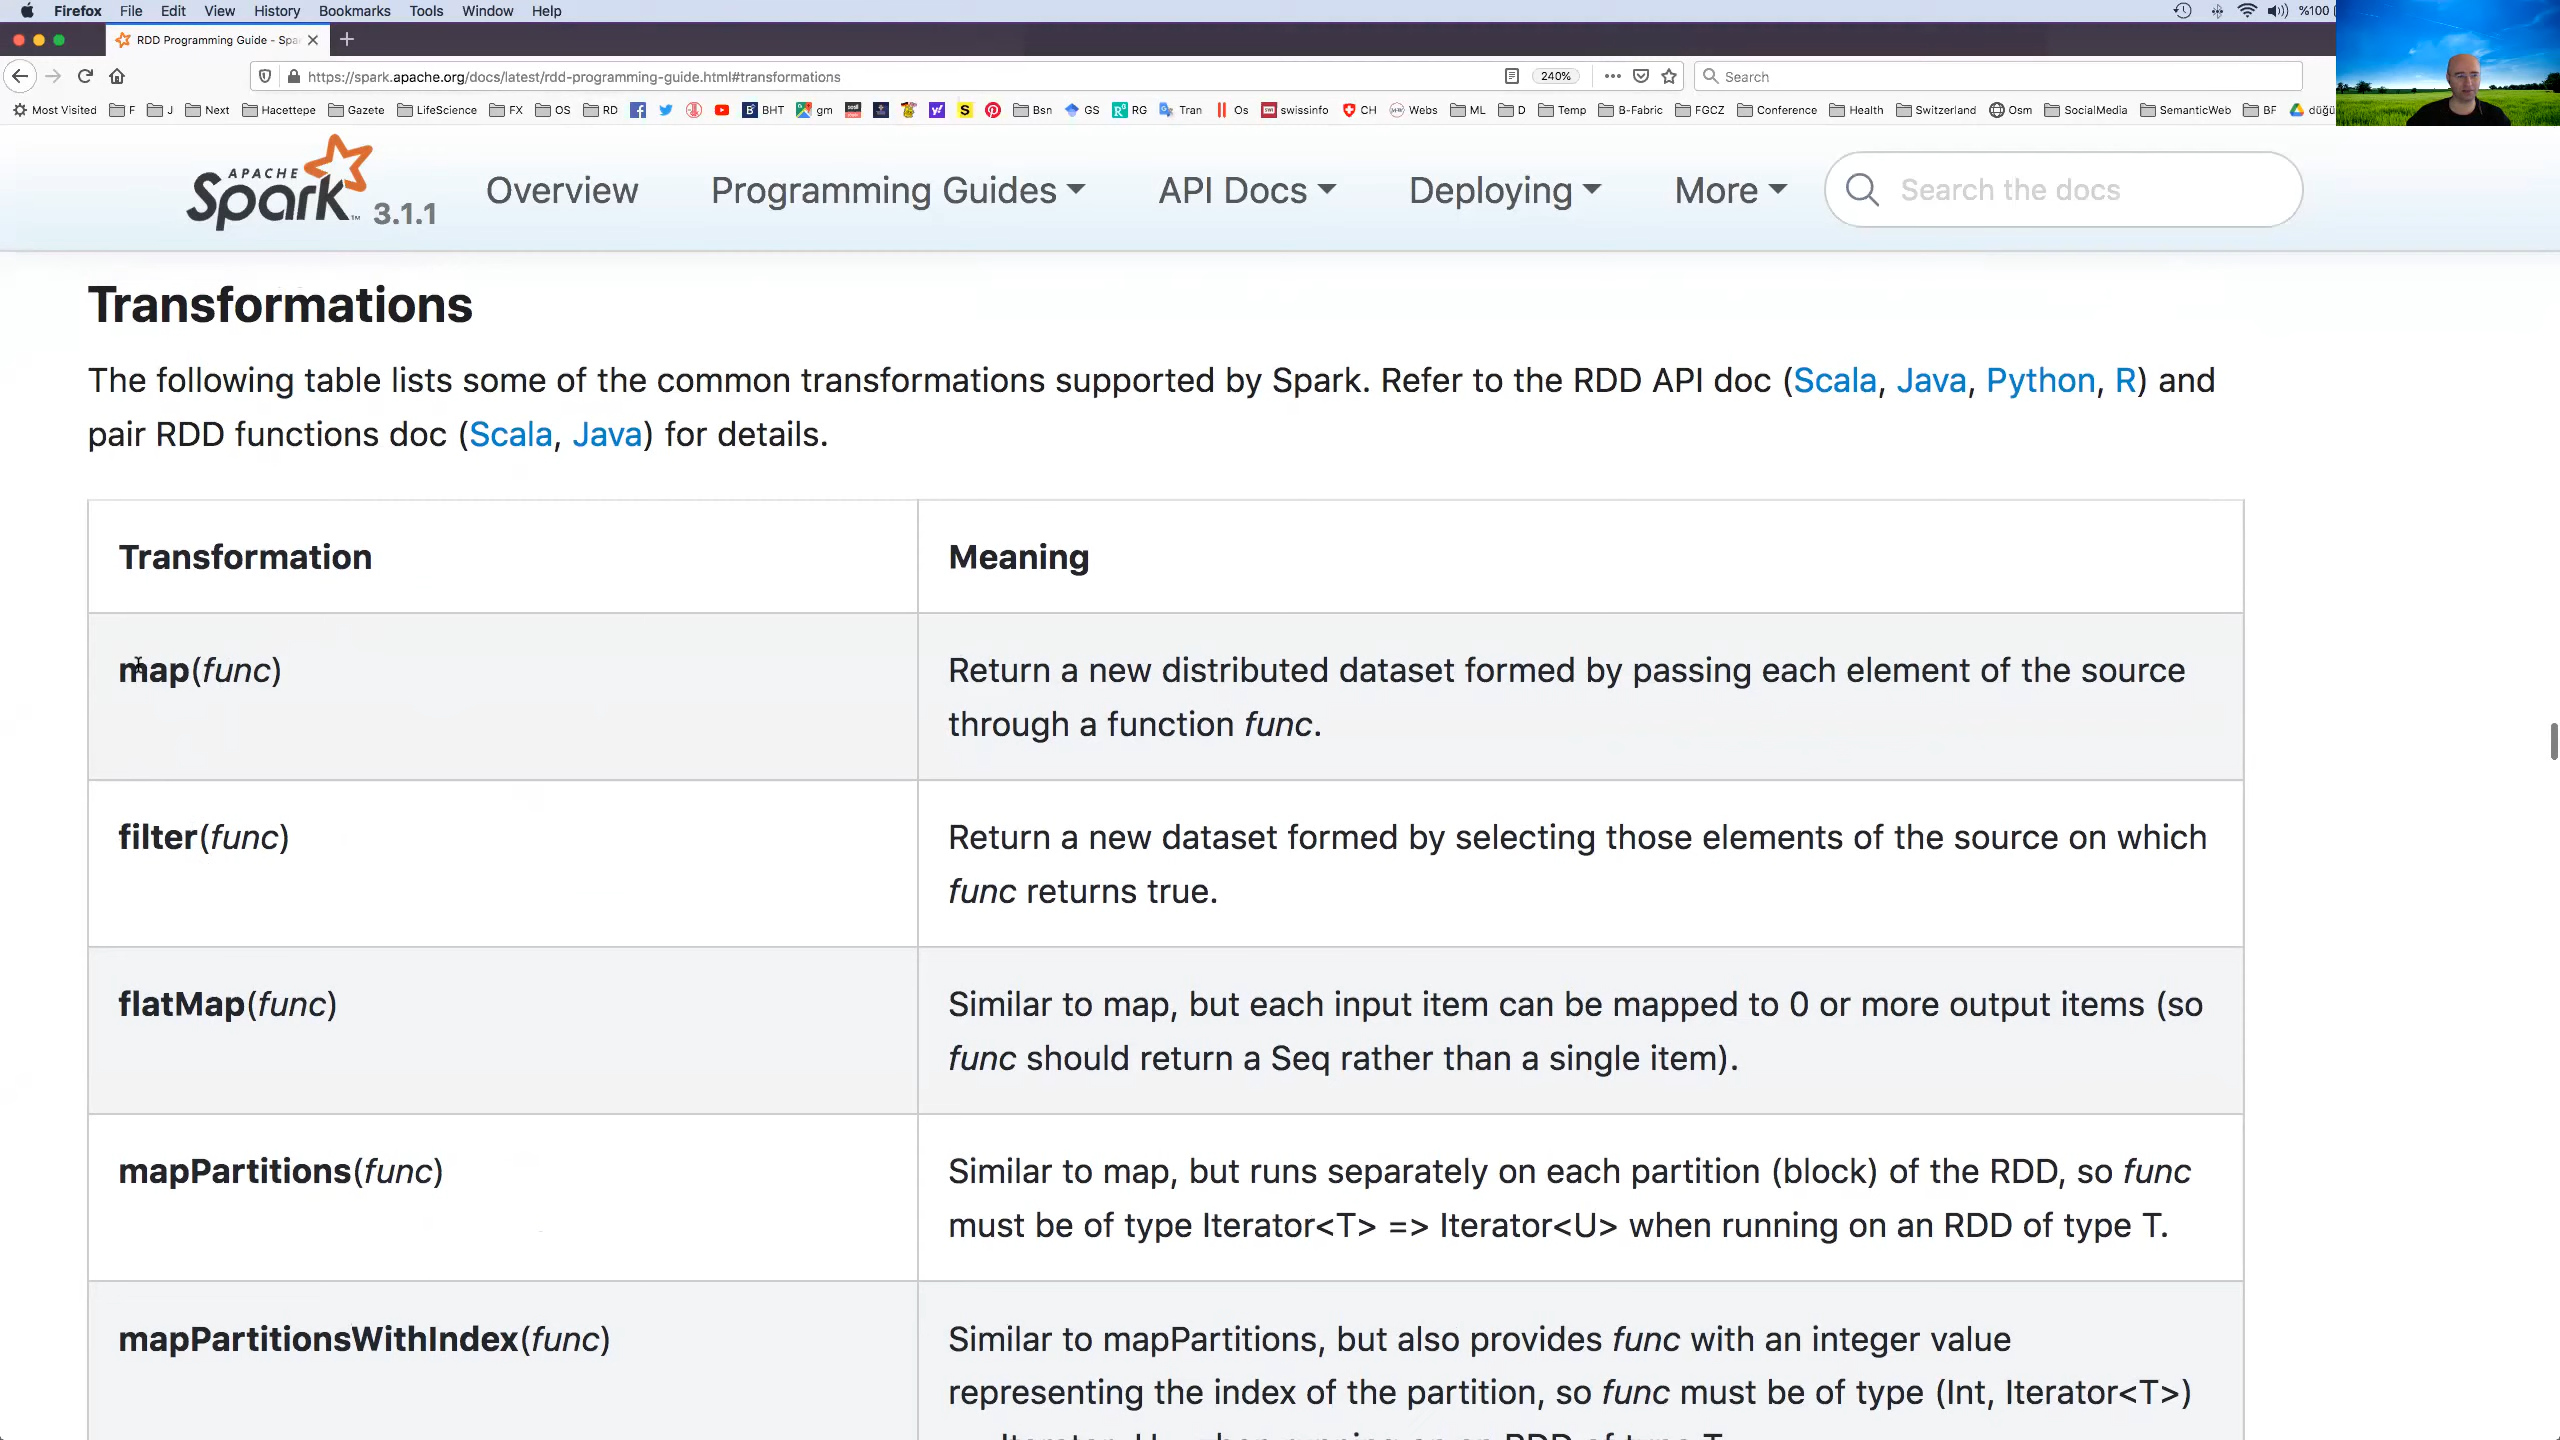 Firefox File Edit View History Bookmarks Tools Window Help %100
RDD Programming Guide - Spa
https://spark.apache.org/docs/latest/rdd-programming-guide.html#transformations 240% Search
Most Visited F J Next Hacettepe Gazete LifeScience FX OS RD BHT gm Bsn GS RG Tran Os swissinfo CH Webs ML D Temp B-Fabric FGCZ Conference Health Switzerland Osm SocialMedia SemanticWeb BF düğü
APACHE Spark™ 3.1.1 Overview Programming Guides API Docs Deploying More Search the docs
Transformations
The following table lists some of the common transformations supported by Spark. Refer to the RDD API doc (Scala, Java, Python, R) and
pair RDD functions doc (Scala, Java) for details.
Transformation Meaning
map(func) Return a new distributed dataset formed by passing each element of the source
through a function func.
filter(func) Return a new dataset formed by selecting those elements of the source on which
func returns true.
flatMap(func) Similar to map, but each input item can be mapped to 0 or more output items (so
func should return a Seq rather than a single item).
mapPartitions(func) Similar to map, but runs separately on each partition (block) of the RDD, so func
must be of type Iterator<T> => Iterator<U> when running on an RDD of type T.
mapPartitionsWithIndex(func) Similar to mapPartitions, but also provides func with an integer value
representing the index of the partition, so func must be of type (Int, Iterator<T>)